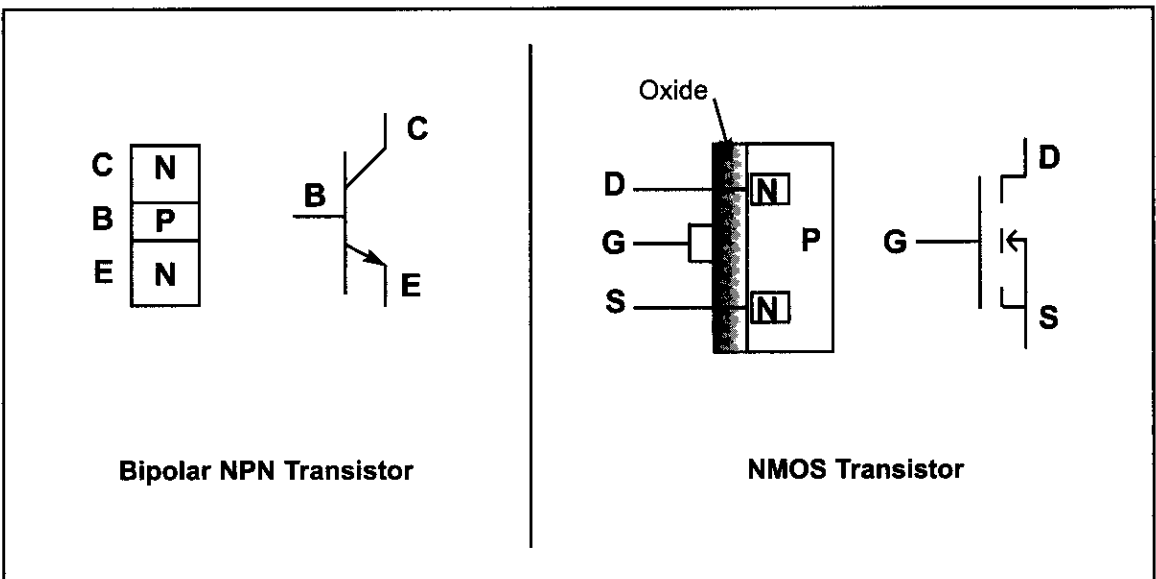 C N
B P
E N
B
C
E
Bipolar NPN Transistor
Oxide
D N
G P
S N
G
D
S
NMOS Transistor